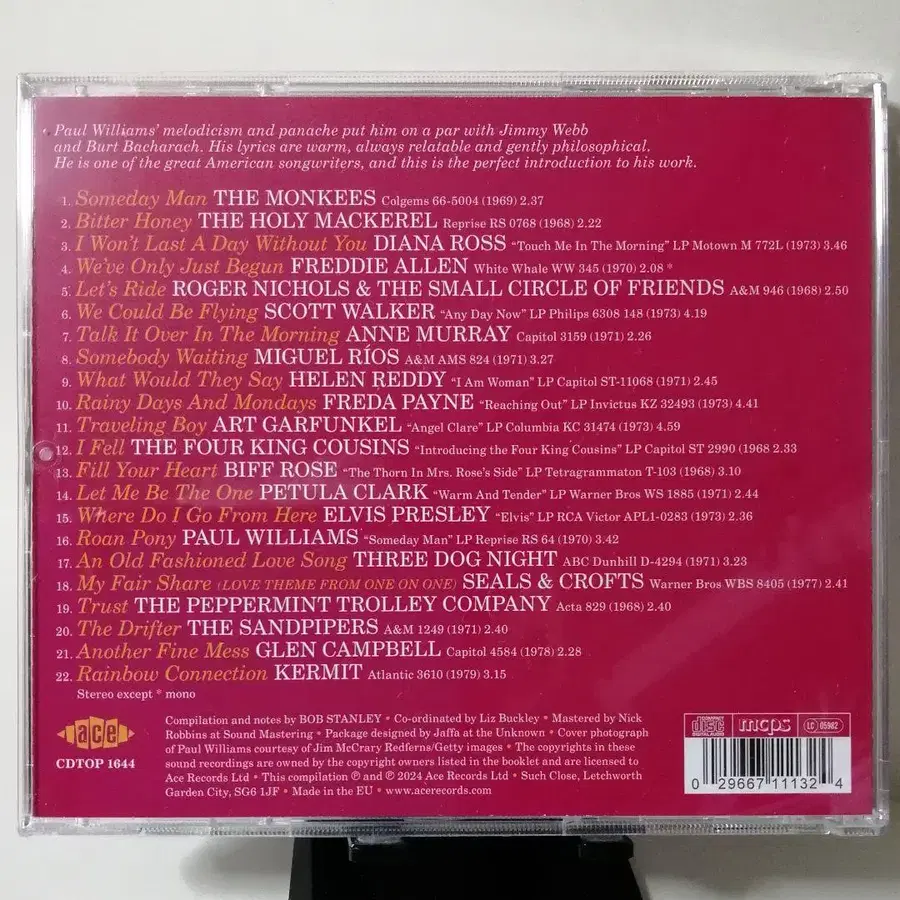 Paul Williams’ melodicism and panache put him on a par with Jimmy Webb
and Burt Bacharach. His lyrics are warm, always relatable and gently philosophical.
He is one of the great American songwriters, and this is the perfect introduction to his work.
1. Someday Man THE MONKEES Colgems 66-5004 (1969) 2.37
2. Bitter Honey THE HOLY MACKEREL Reprise RS 0768 (1968) 2.22
3. I Won’t Last A Day Without You DIANA ROSS “Touch Me In The Morning” LP Motown M 772L (1973) 3.46
4. We’ve Only Just Begun FREDDIE ALLEN White Whale WW 345 (1970) 2.08 *
5. Let’s Ride ROGER NICHOLS & THE SMALL CIRCLE OF FRIENDS A&M 946 (1968) 2.50
6. We Could Be Flying SCOTT WALKER “Any Day Now” LP Philips 6308 148 (1973) 4.19
7. Talk It Over In The Morning ANNE MURRAY Capitol 3159 (1971) 2.26
8. Somebody Waiting MIGUEL RÍOS A&M AMS 824 (1971) 3.27
9. What Would They Say HELEN REDDY “I Am Woman” LP Capitol ST-11068 (1971) 2.45
10. Rainy Days And Mondays FREDA PAYNE “Reaching Out” LP Invictus KZ 32493 (1973) 4.41
11. Traveling Boy ART GARFUNKEL “Angel Clare” LP Columbia KC 31474 (1973) 4.59
12. I Fell THE FOUR KING COUSINS “Introducing the Four King Cousins” LP Capitol ST 2990 (1968 2.33
13. Fill Your Heart BIFF ROSE “The Thorn In Mrs. Rose’s Side” LP Tetragrammaton T-103 (1968) 3.10
14. Let Me Be The One PETULA CLARK “Warm And Tender” LP Warner Bros WS 1885 (1971) 2.44
15. Where Do I Go From Here ELVIS PRESLEY “Elvis” LP RCA Victor APL1-0283 (1973) 2.36
16. Roan Pony PAUL WILLIAMS “Someday Man” LP Reprise RS 64 (1970) 3.42
17. An Old Fashioned Love Song THREE DOG NIGHT ABC Dunhill D-4294 (1971) 3.23
18. My Fair Share (LOVE THEME FROM ONE ON ONE) SEALS & CROFTS Warner Bros WBS 8405 (1977) 2.41
19. Trust THE PEPPERMINT TROLLEY COMPANY Acta 829 (1968) 2.40
20. The Drifter THE SANDPIPERS A&M 1249 (1971) 2.40
21. Another Fine Mess GLEN CAMPBELL Capitol 4584 (1978) 2.28
22. Rainbow Connection KERMIT Atlantic 3610 (1979) 3.15
Stereo except * mono
ace
CDTOP 1644
Compilation and notes by BOB STANLEY • Co-ordinated by Liz Buckley • Mastered by Nick
Robbins at Sound Mastering • Package designed by Jaffa at the Unknown • Cover photograph
of Paul Williams courtesy of Jim McCrary Redferns/Getty images • The copyrights in these
sound recordings are owned by the copyright owners listed in the booklet and are licensed to
Ace Records Ltd • This compilation ℗ and © 2024 Ace Records Ltd • Such Close, Letchworth
Garden City, SG6 1JF • Made in the EU • www.acerecords.com
COMPACT disc DIGITAL AUDIO
mcps
LC 05982
0 29667 11132 4